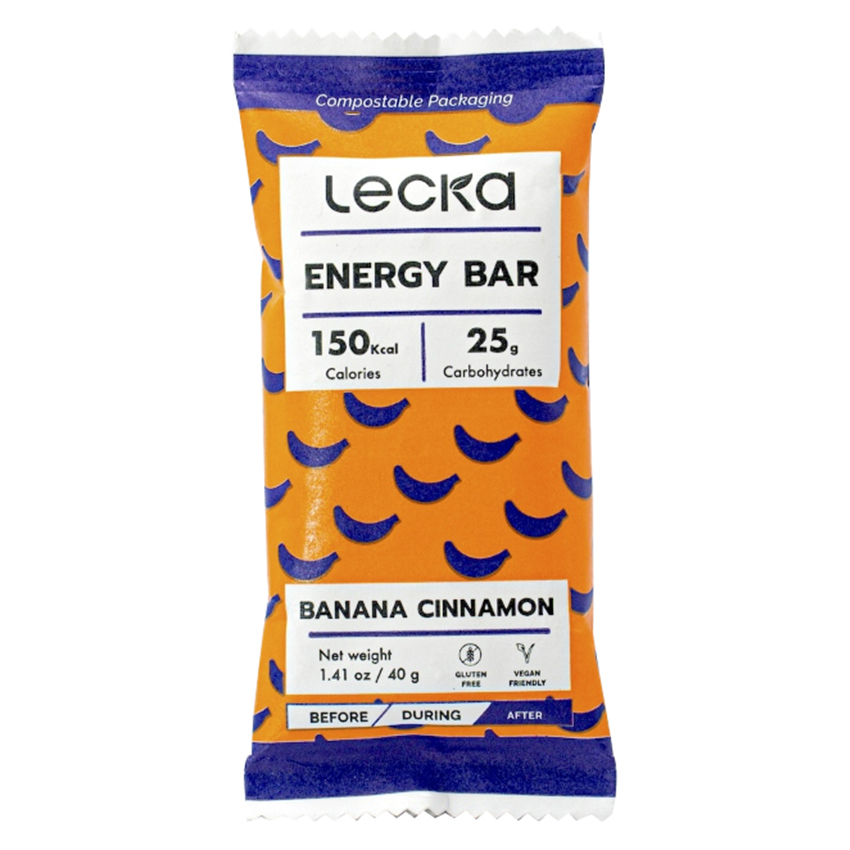 Compostable Packaging
Lecka
ENERGY BAR
150Kcal
Calories
25g
Carbohydrates
BANANA CINNAMON
Net weight
1.41 oz / 40 g
GLUTEN
FREE
VEGAN
FRIENDLY
BEFORE / DURING AFTER